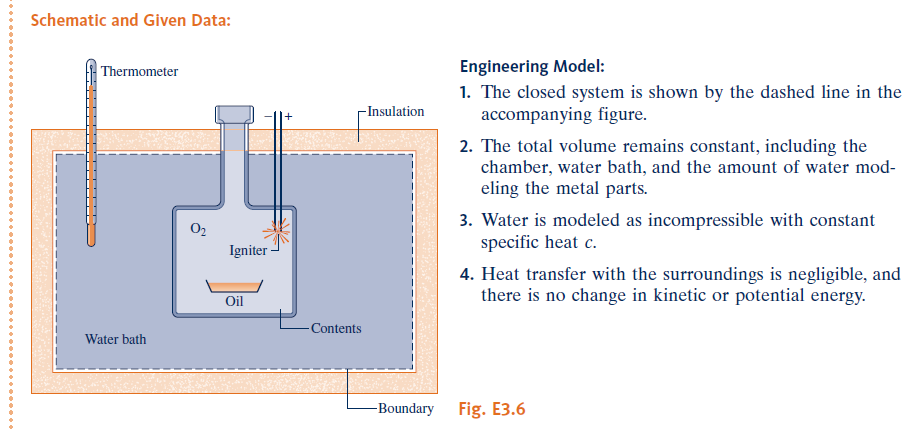 Schematic and Given Data:
Thermometer
– +
Insulation
O2
Igniter
Oil
Contents
Water bath
Boundary
Engineering Model:
1. The closed system is shown by the dashed line in the
accompanying figure.
2. The total volume remains constant, including the
chamber, water bath, and the amount of water mod-
eling the metal parts.
3. Water is modeled as incompressible with constant
specific heat c.
4. Heat transfer with the surroundings is negligible, and
there is no change in kinetic or potential energy.
Fig. E3.6